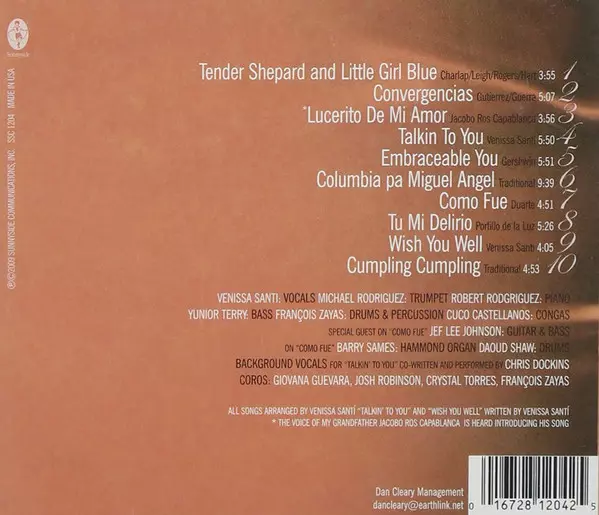 Tender Shepard and Little Girl Blue Charlap/Leigh/Rogers/Hart 3:55 1
Convergencias Gutierrez/Guerra 5:07 2
*Lucerito De Mi Amor Jacobo Ros Capablanca 3:56 3
Talkin To You Venissa Santi 5:50 4
Embraceable You Gershwin 5:51 5
Columbia pa Miguel Angel Traditional 9:39 6
Como Fue Duarte 4:51 7
Tu Mi Delirio Portillo de la Luz 5:26 8
Wish You Well Venissa Santi 4:05 9
Cumpling Cumpling Traditional 4:53 10
VENISSA SANTI: VOCALS MICHAEL RODRIGUEZ: TRUMPET ROBERT RODGRIGUEZ: PIANO
YUNIOR TERRY: BASS FRANÇOIS ZAYAS: DRUMS & PERCUSSION CUCO CASTELLANOS: CONGAS
SPECIAL GUEST ON "COMO FUE" JEF LEE JOHNSON: GUITAR & BASS
ON "COMO FUE" BARRY SAMES: HAMMOND ORGAN DAOUD SHAW: DRUMS
BACKGROUND VOCALS FOR "TALKIN' TO YOU" CO-WRITTEN AND PERFORMED BY CHRIS DOCKINS
COROS: GIOVANA GUEVARA, JOSH ROBINSON, CRYSTAL TORRES, FRANÇOIS ZAYAS
ALL SONGS ARRANGED BY VENISSA SANTÍ "TALKIN' TO YOU" AND "WISH YOU WELL" WRITTEN BY VENISSA SANTÍ
* THE VOICE OF MY GRANDFATHER JACOBO ROS CAPABLANCA IS HEARD INTRODUCING HIS SONG
Dan Cleary Management
dancleary@earthlink.net
0 16728 12042 5
℗©2009 SUNNYSIDE COMMUNICATIONS, INC. SSC 1204 MADE IN USA